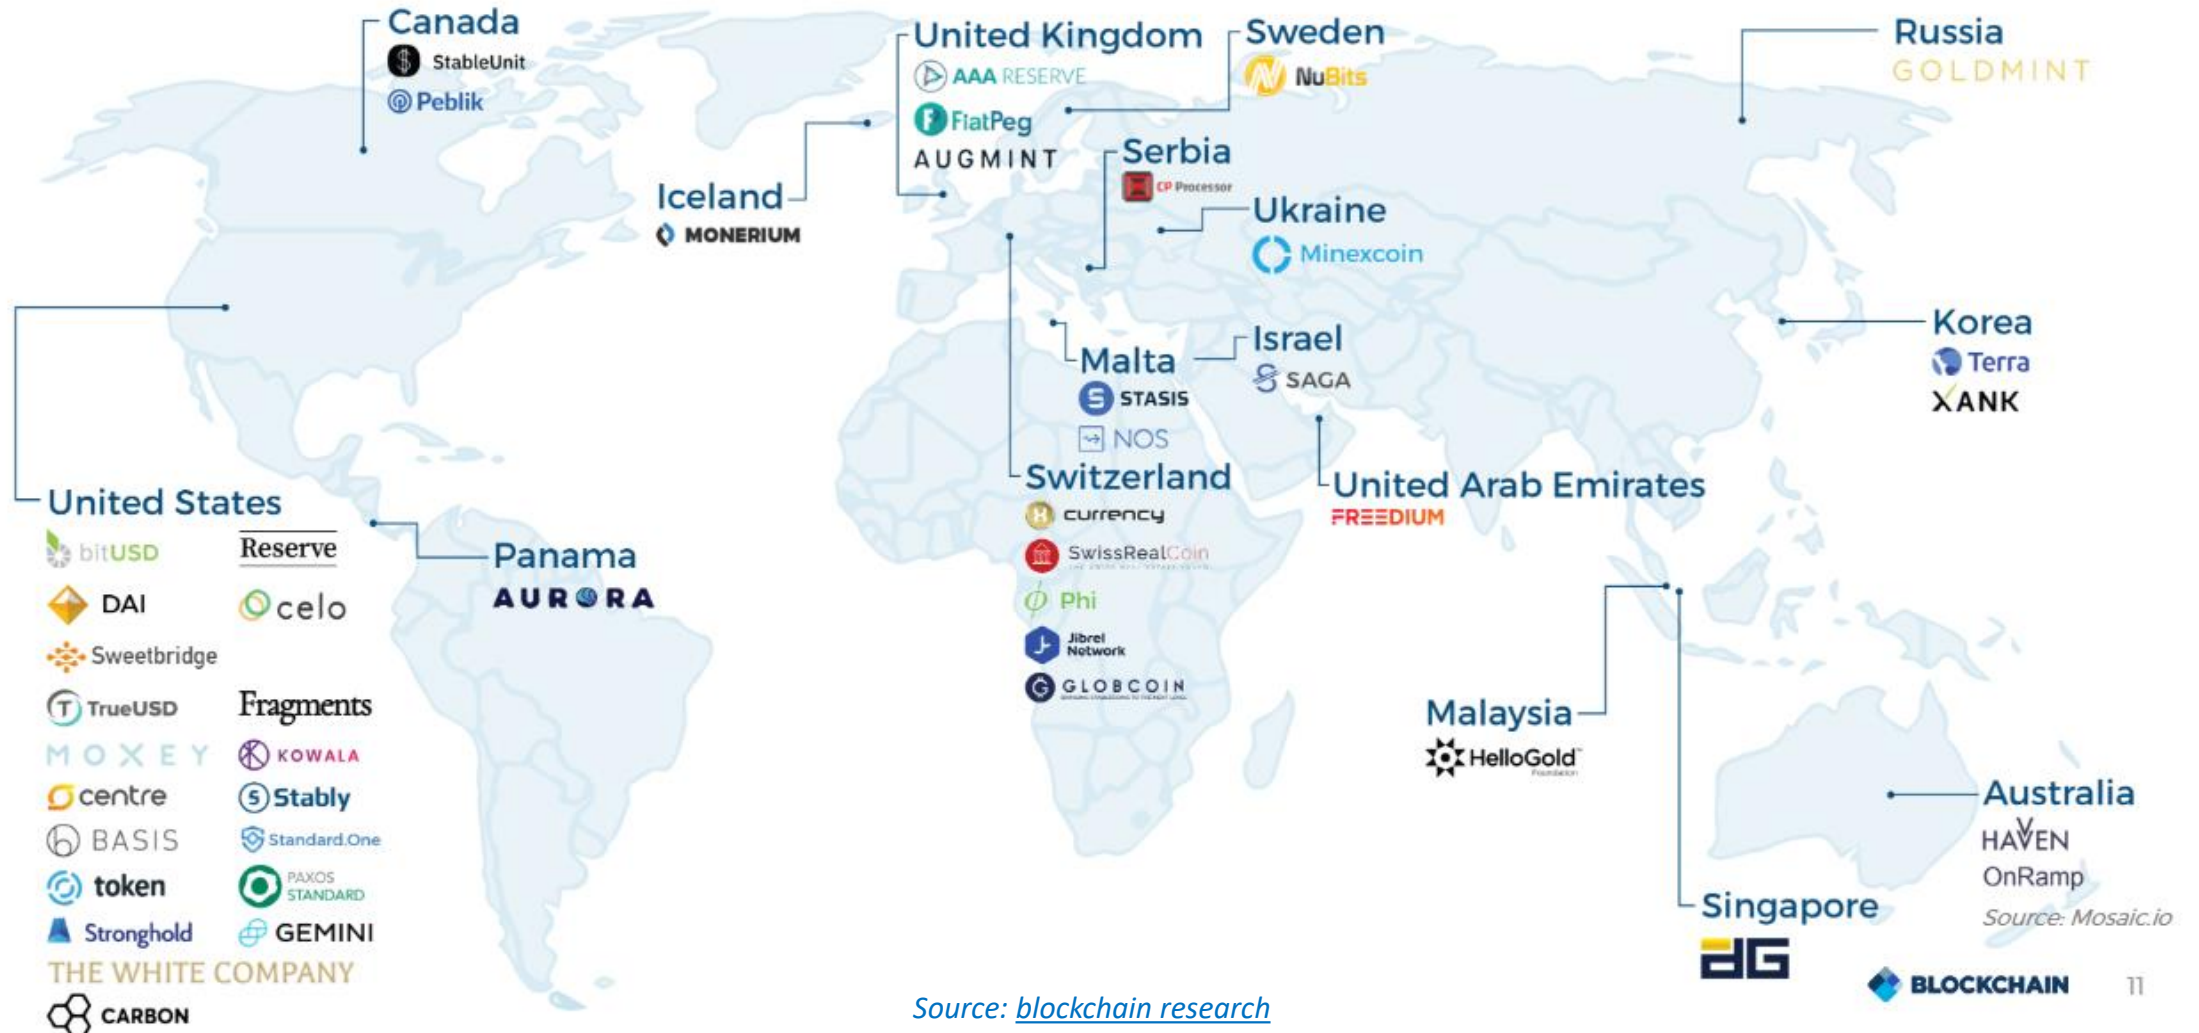 Canada
StableUnit
Peblik
United Kingdom
AAA RESERVE
FiatPeg
AUGMINT
Sweden
NuBits
Russia
GOLDMINT
Iceland
MONERIUM
Serbia
CP Processor
Ukraine
Minexcoin
Korea
Terra
XANK
Malta
STASIS
NOS
Israel
SAGA
Switzerland
currency
SwissRealCoin
Phi
Jibrel
Network
GLOBCOIN
United Arab Emirates
FREEDIUM
United States
bitUSD
Reserve
DAI
celo
Sweetbridge
TrueUSD
Fragments
MOXEY
KOWALA
centre
Stably
BASIS
Standard.One
token
PAXOS
STANDARD
Stronghold
GEMINI
THE WHITE COMPANY
CARBON
Panama
AURORA
Malaysia
HelloGold
Foundation
Singapore
DG
Australia
HAVVEN
OnRamp
Source: Mosaic.io
BLOCKCHAIN 11
Source: blockchain research